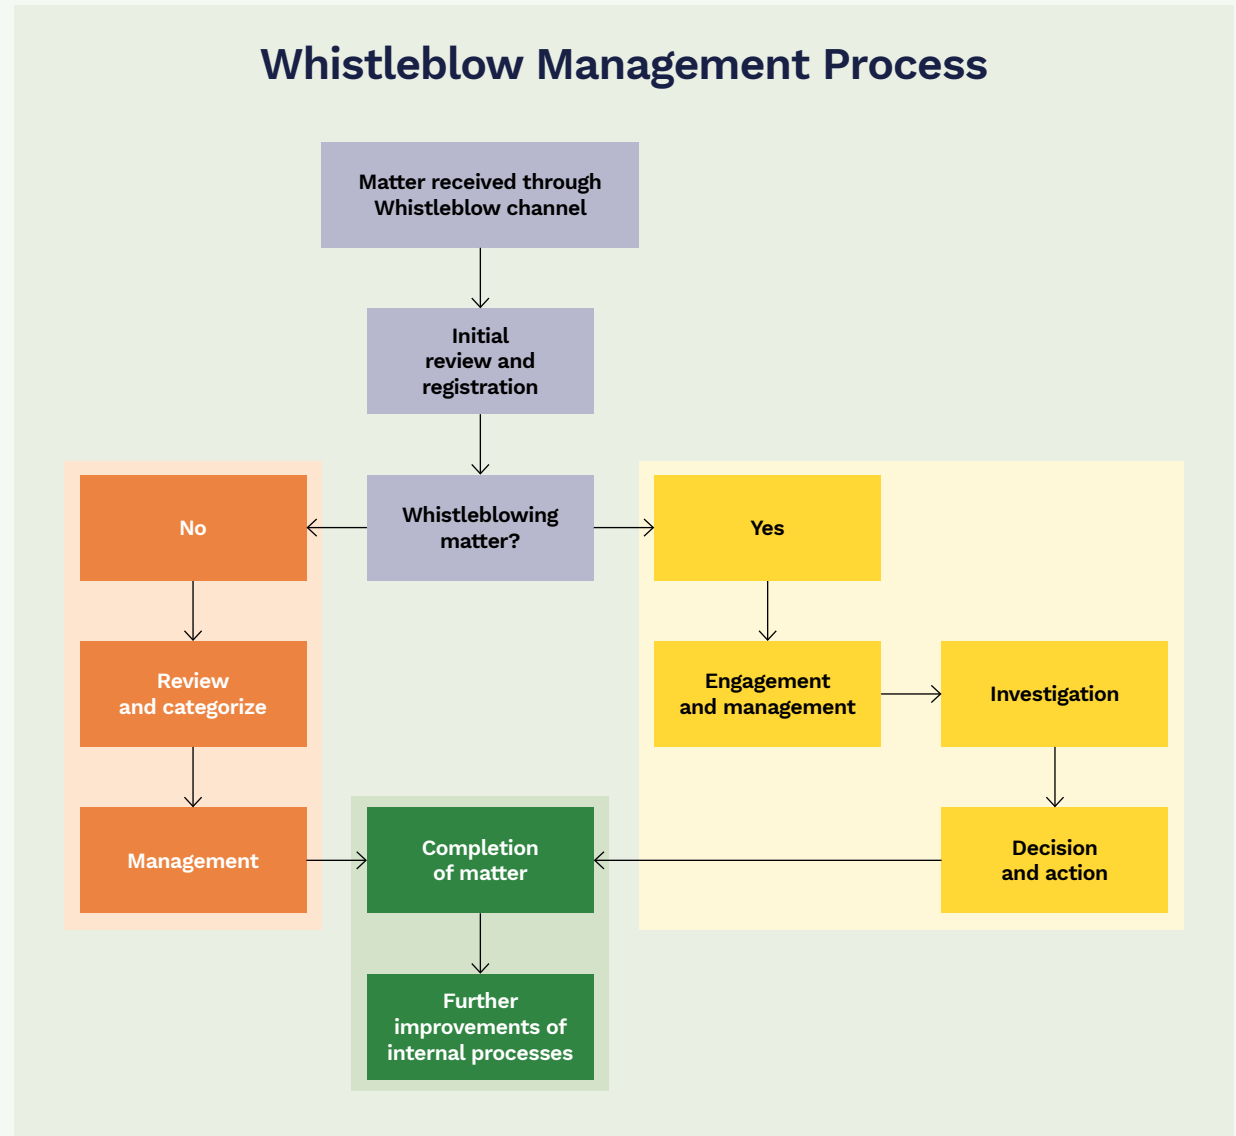 Whistleblow Management Process
Matter received through
Whistleblow channel
Initial
review and
registration
No
Whistleblowing
matter?
Yes
Review
and categorize
Engagement
and management
Investigation
Management
Completion
of matter
Decision
and action
Further
improvements of
internal processes